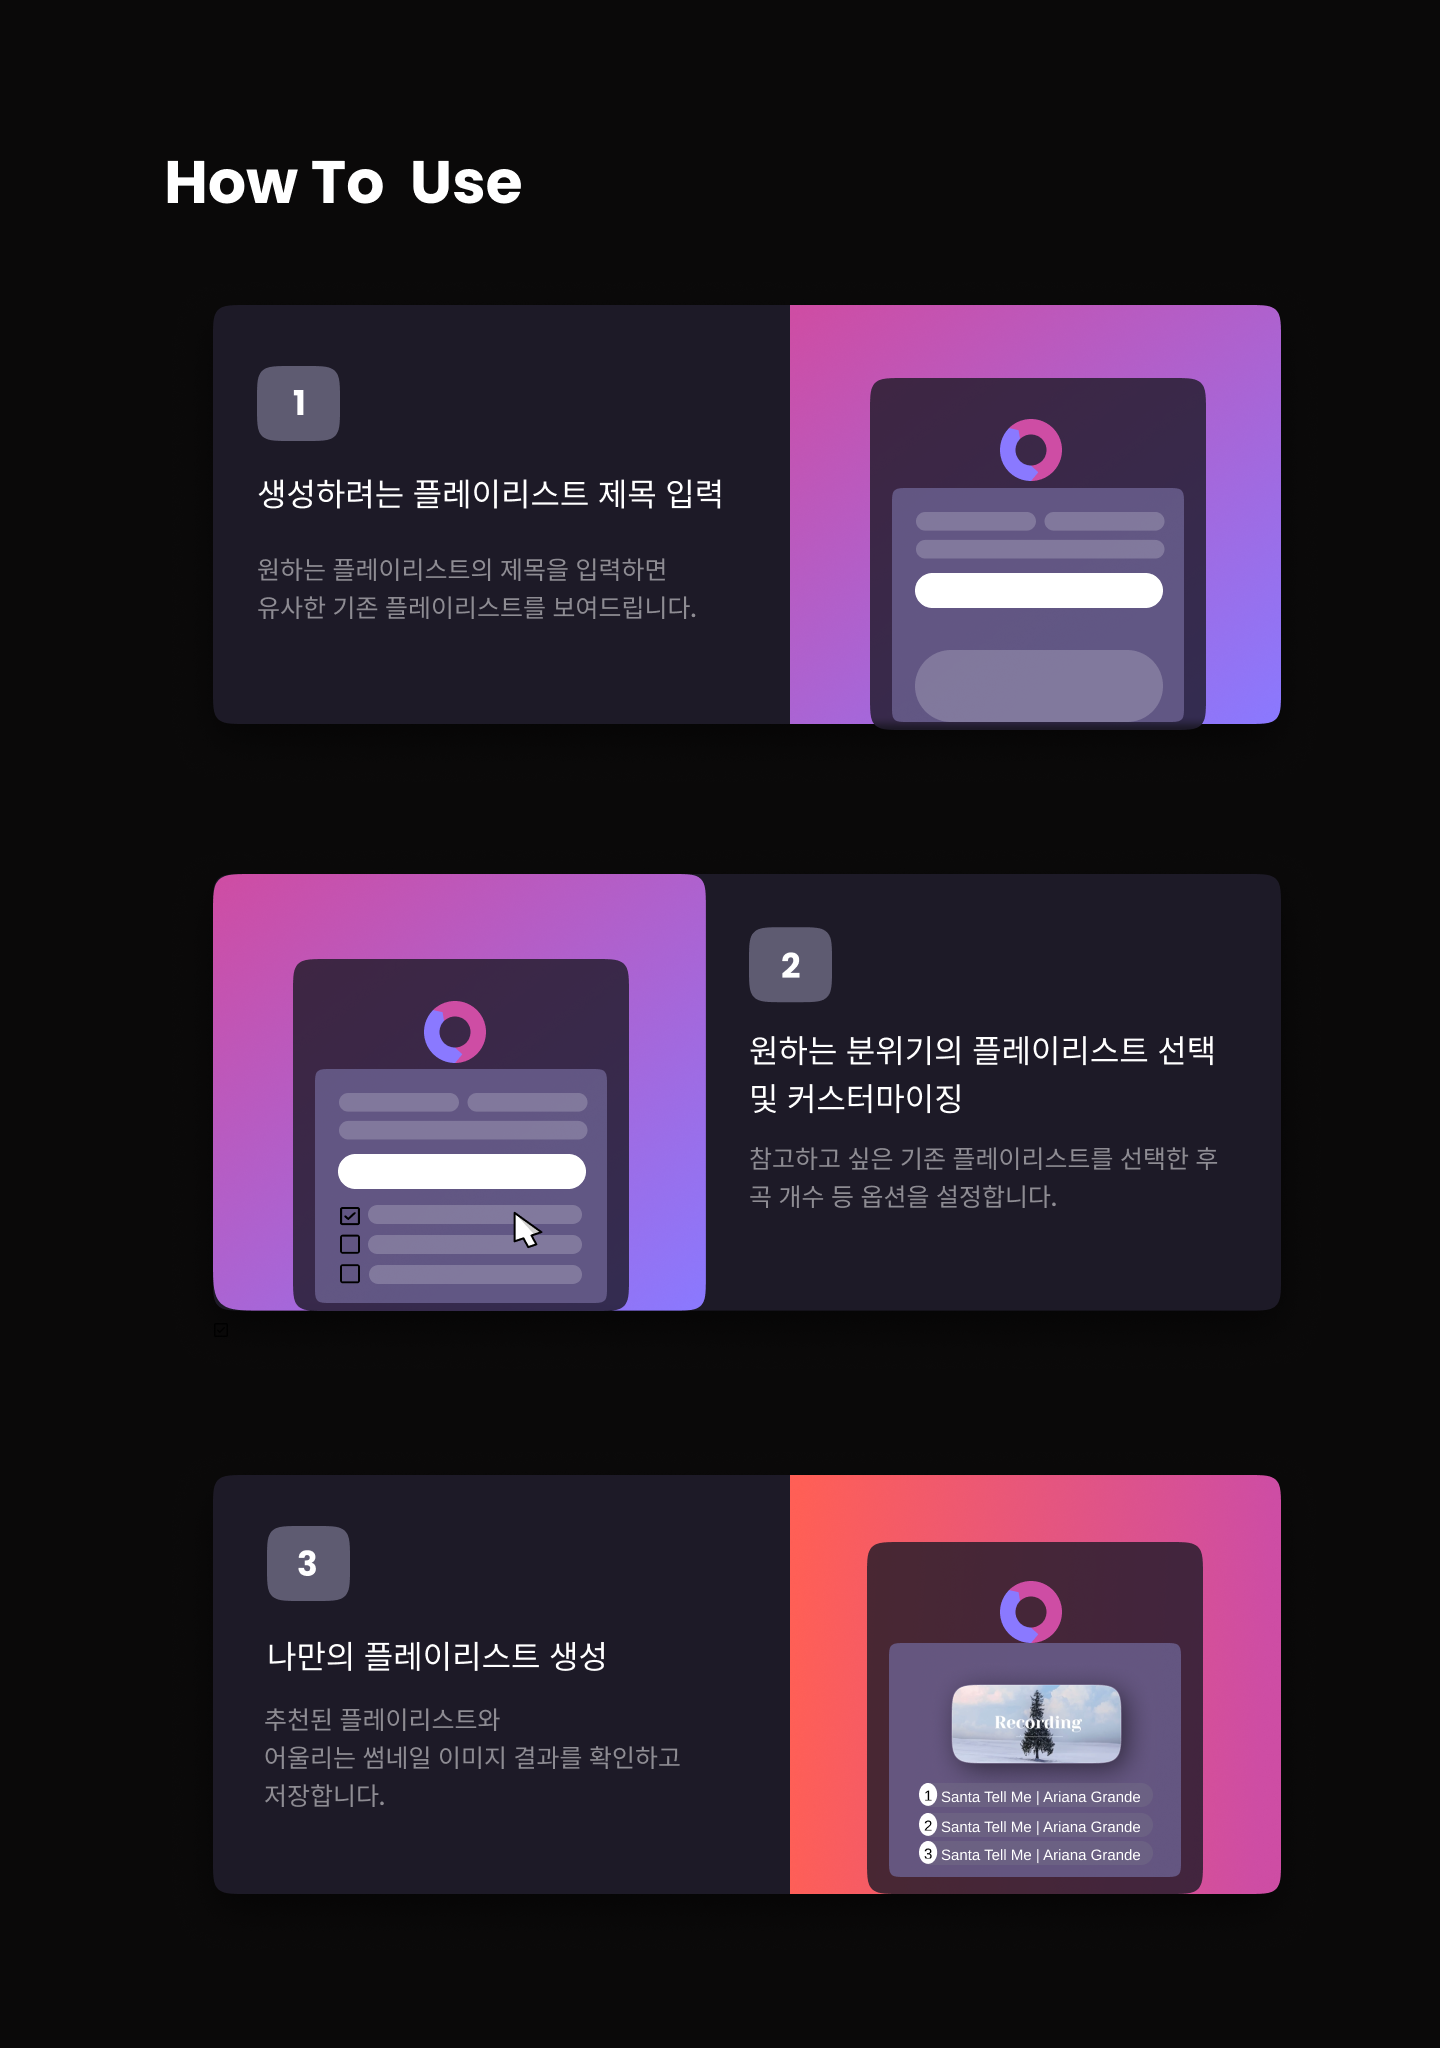 How To Use
1
생성하려는 플레이리스트 제목 입력
원하는 플레이리스트의 제목을 입력하면
유사한 기존 플레이리스트를 보여드립니다.
2
원하는 분위기의 플레이리스트 선택
및 커스터마이징
참고하고 싶은 기존 플레이리스트를 선택한 후
곡 개수 등 옵션을 설정합니다.
3
나만의 플레이리스트 생성
추천된 플레이리스트와
어울리는 썸네일 이미지 결과를 확인하고
저장합니다.
Recording
1 Santa Tell Me | Ariana Grande
2 Santa Tell Me | Ariana Grande
3 Santa Tell Me | Ariana Grande